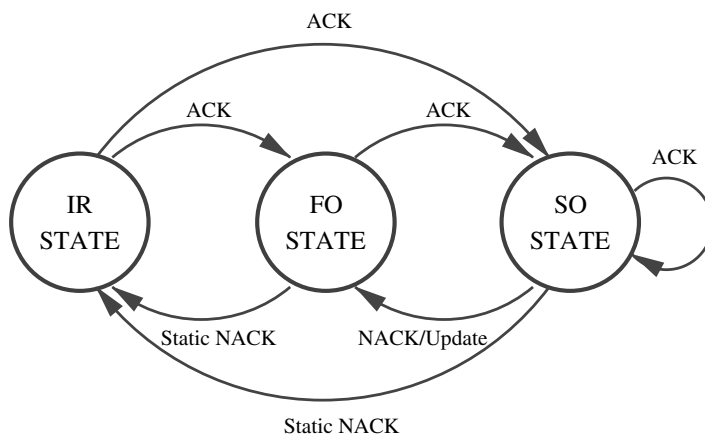 ACK
ACK
ACK
ACK
IR
STATE
FO
STATE
SO
STATE
Static NACK
NACK/Update
Static NACK